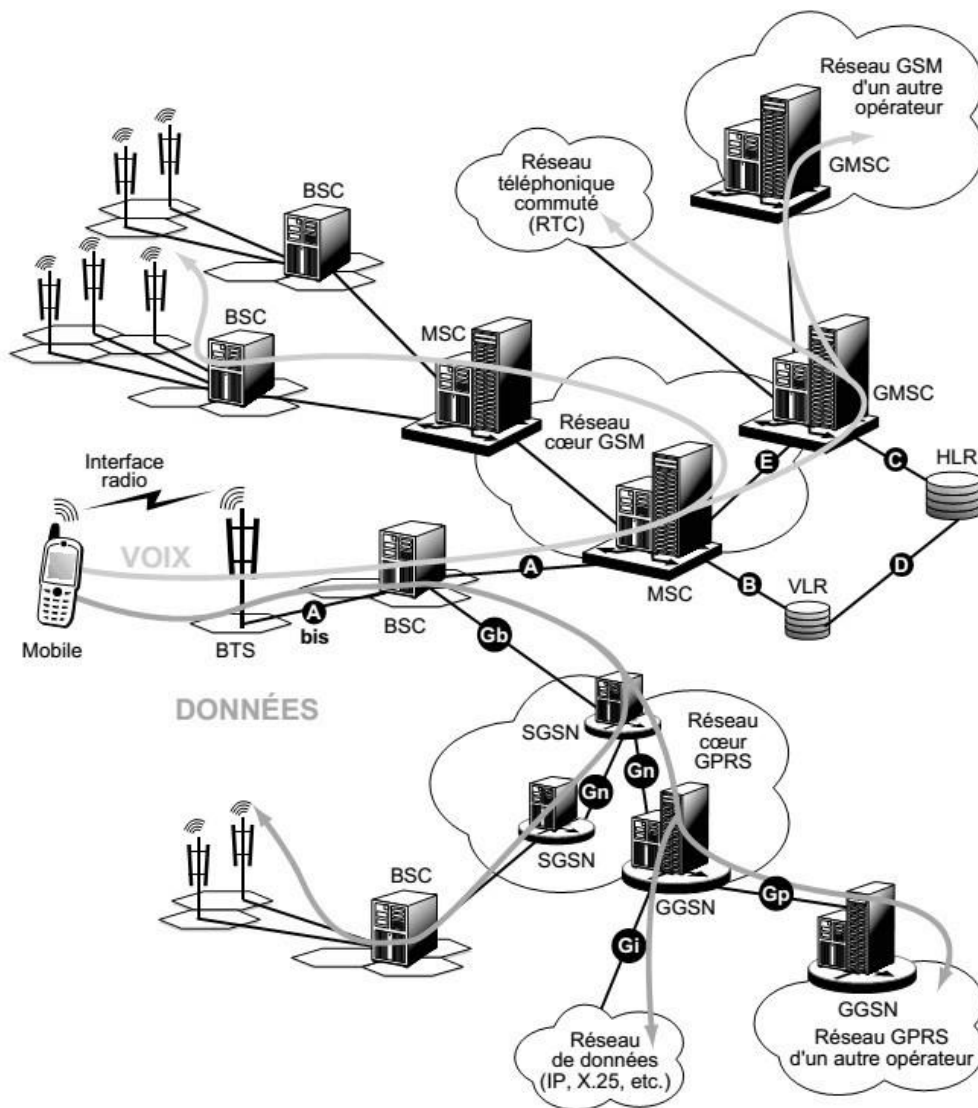 Réseau GSM
d'un autre
opérateur
GMSC
Réseau
téléphonique
commuté
(RTC)
BSC
BSC
MSC
GMSC
Réseau
cœur GSM
E
C
HLR
Interface
radio
VOIX
A
MSC
B
VLR
D
Mobile
BTS
A
bis
BSC
Gb
DONNÉES
SGSN
Réseau
cœur
GPRS
Gn
Gn
SGSN
BSC
GGSN
Gp
Gi
GGSN
Réseau
de données
(IP, X.25, etc.)
Réseau GPRS
d'un autre opérateur